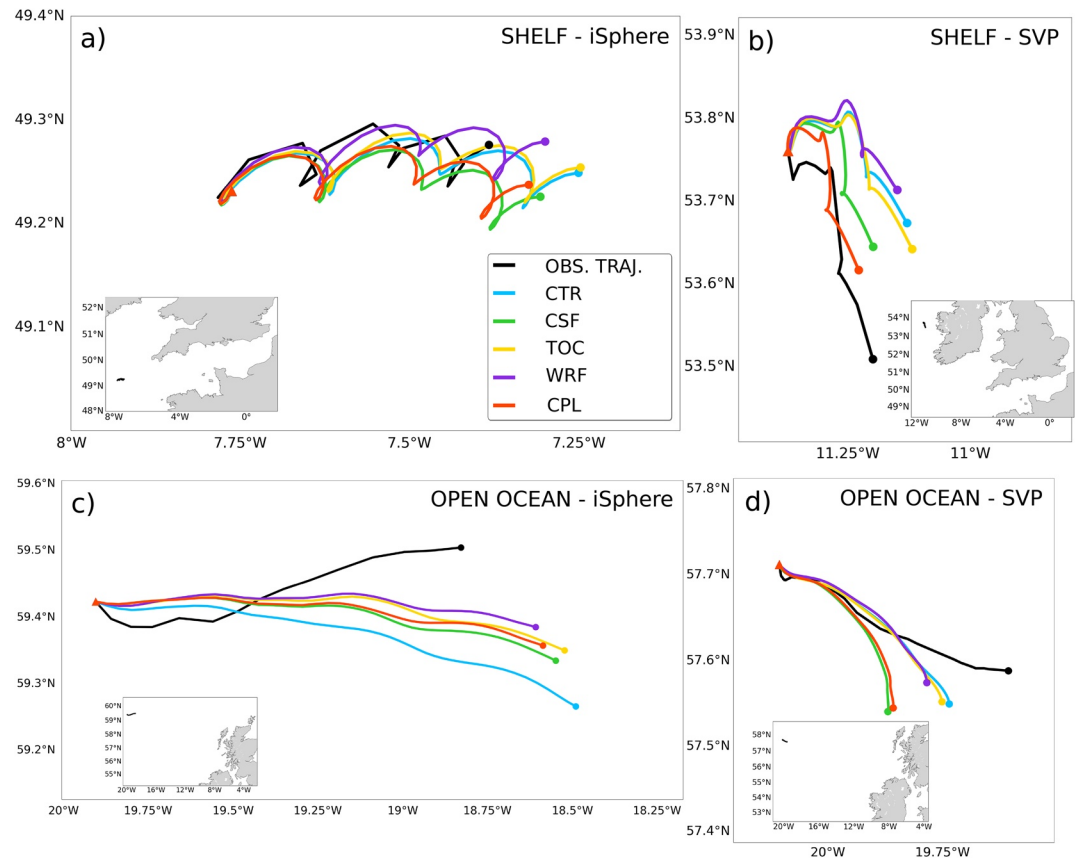 49.4°N
a)
SHELF - iSphere
49.3°N
49.2°N
49.1°N
OBS. TRAJ.
CTR
CSF
TOC
WRF
CPL
52°N
51°N
50°N
49°N
48°N
8°W
4°W
0°
8°W
7.75°W
7.5°W
7.25°W
53.9°N
b)
SHELF - SVP
53.8°N
53.7°N
53.6°N
53.5°N
54°N
53°N
52°N
51°N
50°N
49°N
12°W
8°W
4°W
0°
11.25°W
11°W
59.6°N
c)
OPEN OCEAN - iSphere
59.5°N
59.4°N
59.3°N
59.2°N
60°N
59°N
58°N
57°N
56°N
55°N
20°W
16°W
12°W
8°W
4°W
20°W
19.75°W
19.5°W
19.25°W
19°W
18.75°W
18.5°W
18.25°W
57.8°N
d)
OPEN OCEAN - SVP
57.7°N
57.6°N
57.5°N
57.4°N
58°N
57°N
56°N
55°N
54°N
53°N
20°W
16°W
12°W
8°W
4°W
20°W
19.75°W